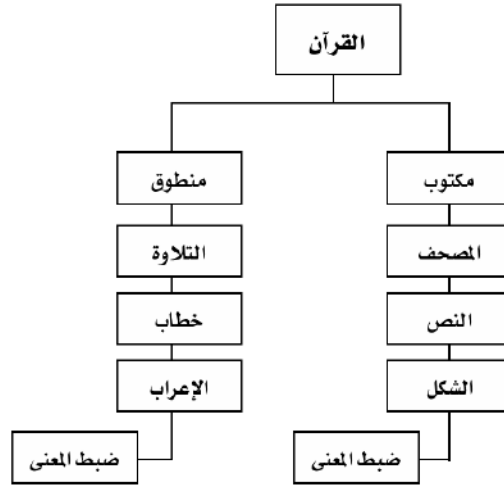 القرآن
مكتوب
منطوق
المصحف
التلاوة
النص
خطاب
الشكل
الإعراب
ضبط المعنى
ضبط المعنى